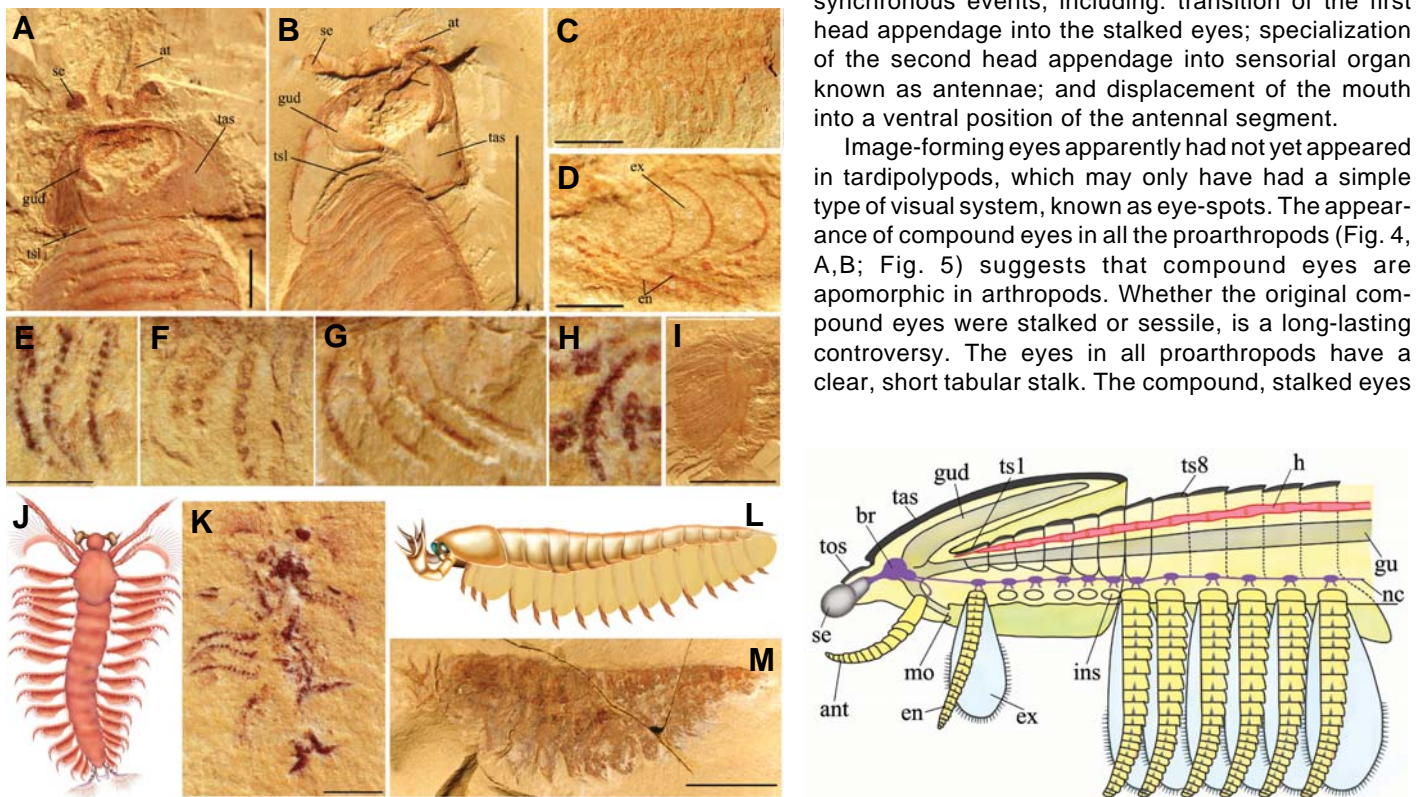 A
se
at
tas
gud
tsl
B
se
at
gud
tas
tsl
C
D
ex
en
E
F
G
H
I
J
K
L
M
synchronous events, including: transition of the first
head appendage into the stalked eyes; specialization
of the second head appendage into sensorial organ
known as antennae; and displacement of the mouth
into a ventral position of the antennal segment.
Image-forming eyes apparently had not yet appeared
in tardipolypods, which may only have had a simple
type of visual system, known as eye-spots. The appear-
ance of compound eyes in all the proarthropods (Fig. 4,
A,B; Fig. 5) suggests that compound eyes are
apomorphic in arthropods. Whether the original com-
pound eyes were stalked or sessile, is a long-lasting
controversy. The eyes in all proarthropods have a
clear, short tabular stalk. The compound, stalked eyes
gud
ts1
ts8
h
tas
br
tos
gu
nc
se
mo
ins
ant
en
ex